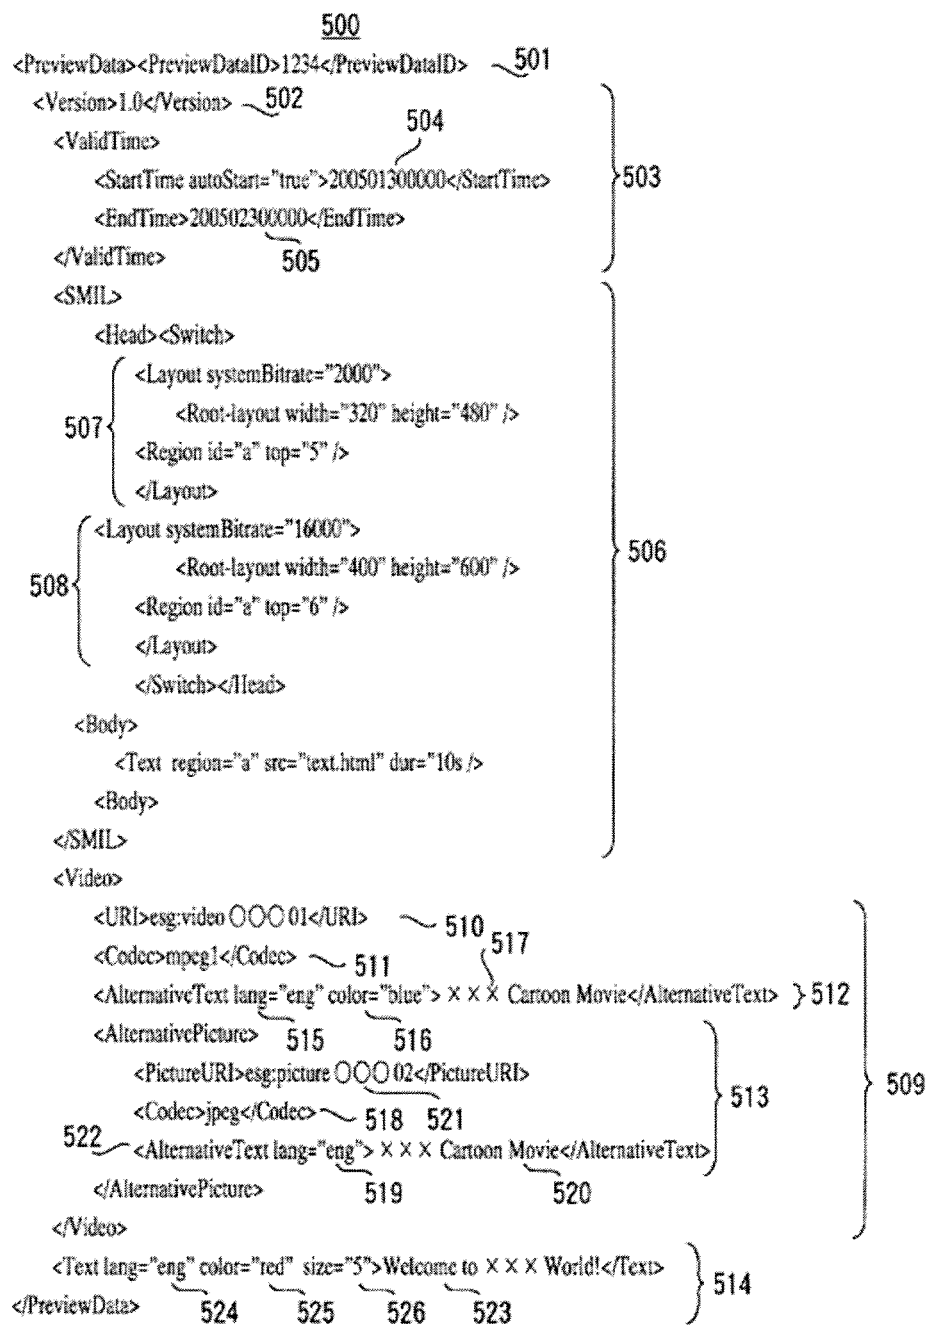 500
<PreviewData><PreviewDataID>1234</PreviewDataID> 501
<Version>1.0</Version> 502
504
<ValidTime>
<StartTime autoStart="true">200501300000</StartTime> 503
<EndTime>200502300000</EndTime>
</ValidTime> 505
<SMIL>
<Head><Switch>
<Layout systemBitrate="2000">
<Root-layout width="320" height="480" />
507
<Region id="a" top="5" />
</Layout>
<Layout systemBitrate="16000">
506
<Root-layout width="400" height="600" />
508
<Region id="a" top="6" />
</Layout>
</Switch></Head>
<Body>
<Text region="a" src="text.html" dur="10s />
<Body>
</SMIL>
<Video>
<URI>esg:video ○○○ 01</URI> 510
517
<Codec>mpeg1</Codec> 511
<AlternativeText lang="eng" color="blue"> × × × Cartoon Movie</AlternativeText> 512
<AlternativePicture> 515 516
<PictureURI>esg:picture ○○○ 02</PictureURI>
513 509
<Codec>jpeg</Codec> 518 521
522 <AlternativeText lang="eng"> × × × Cartoon Movie</AlternativeText>
</AlternativePicture> 519 520
</Video>
<Text lang="eng" color="red" size="5">Welcome to × × × World!</Text> 514
</PreviewData> 524 525 526 523